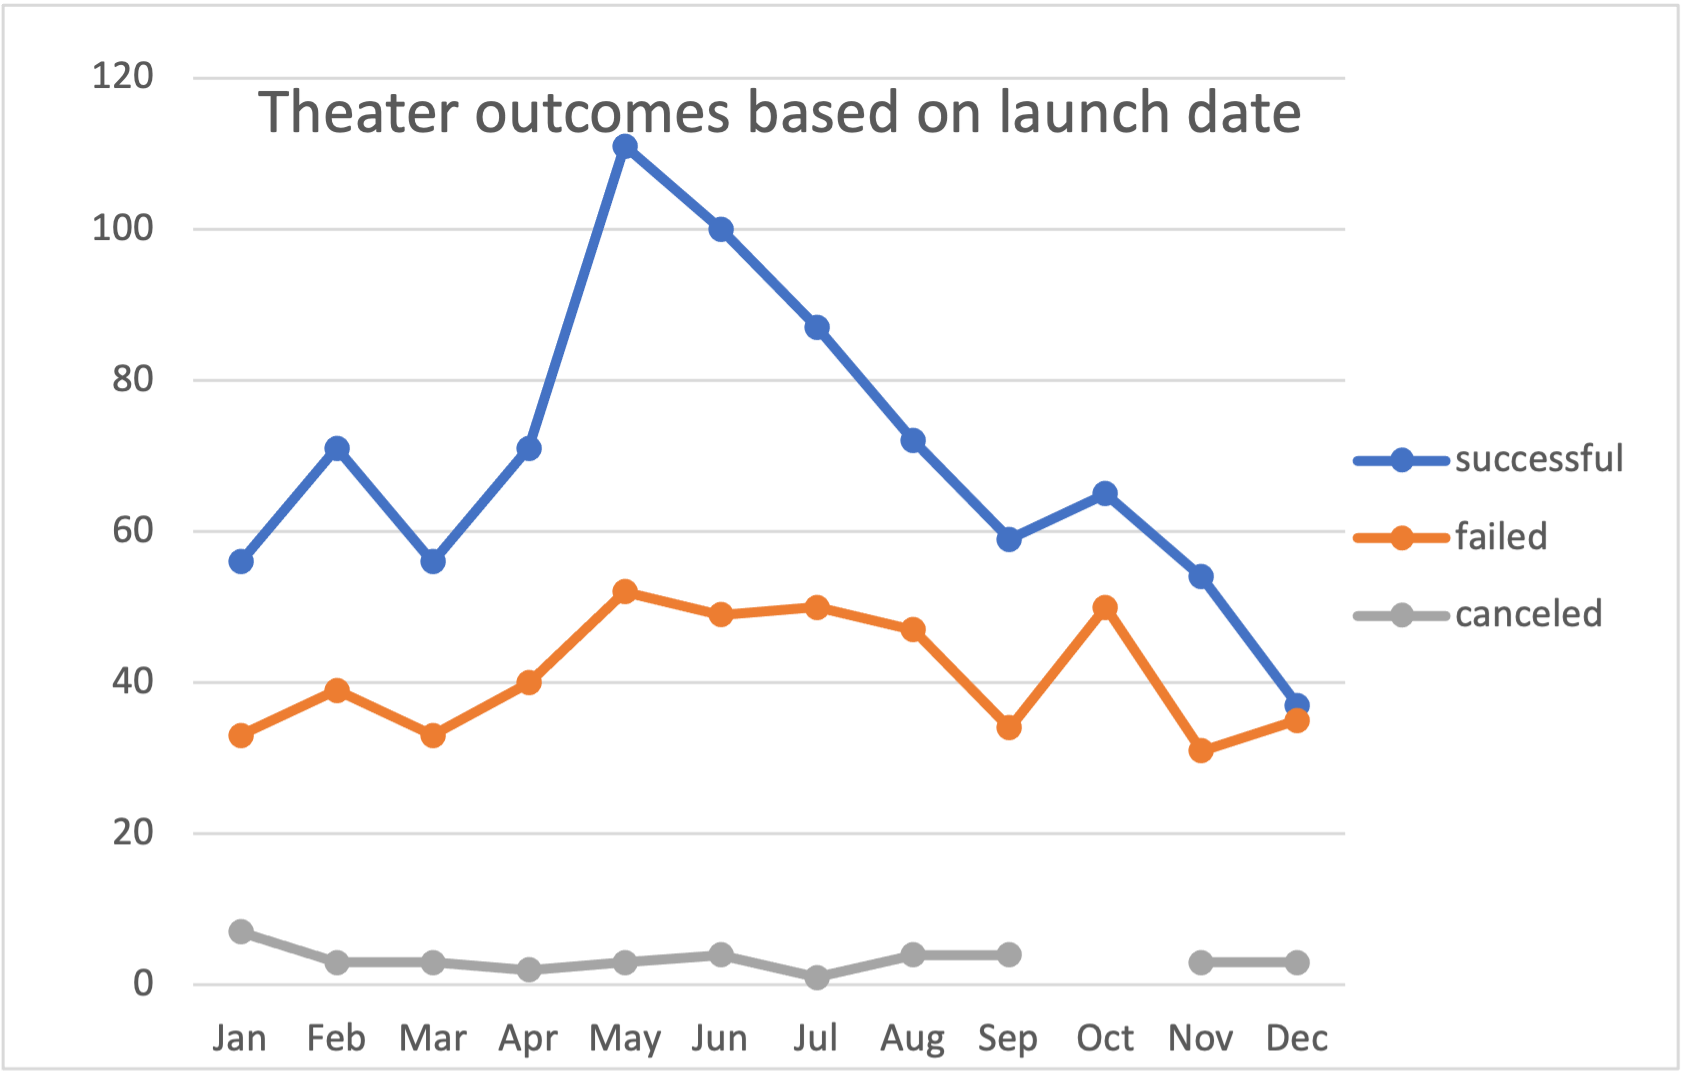 Theater outcomes based on launch date
120
100
80
60
40
20
0
Jan Feb Mar Apr May Jun Jul Aug Sep Oct Nov Dec
successful
failed
canceled